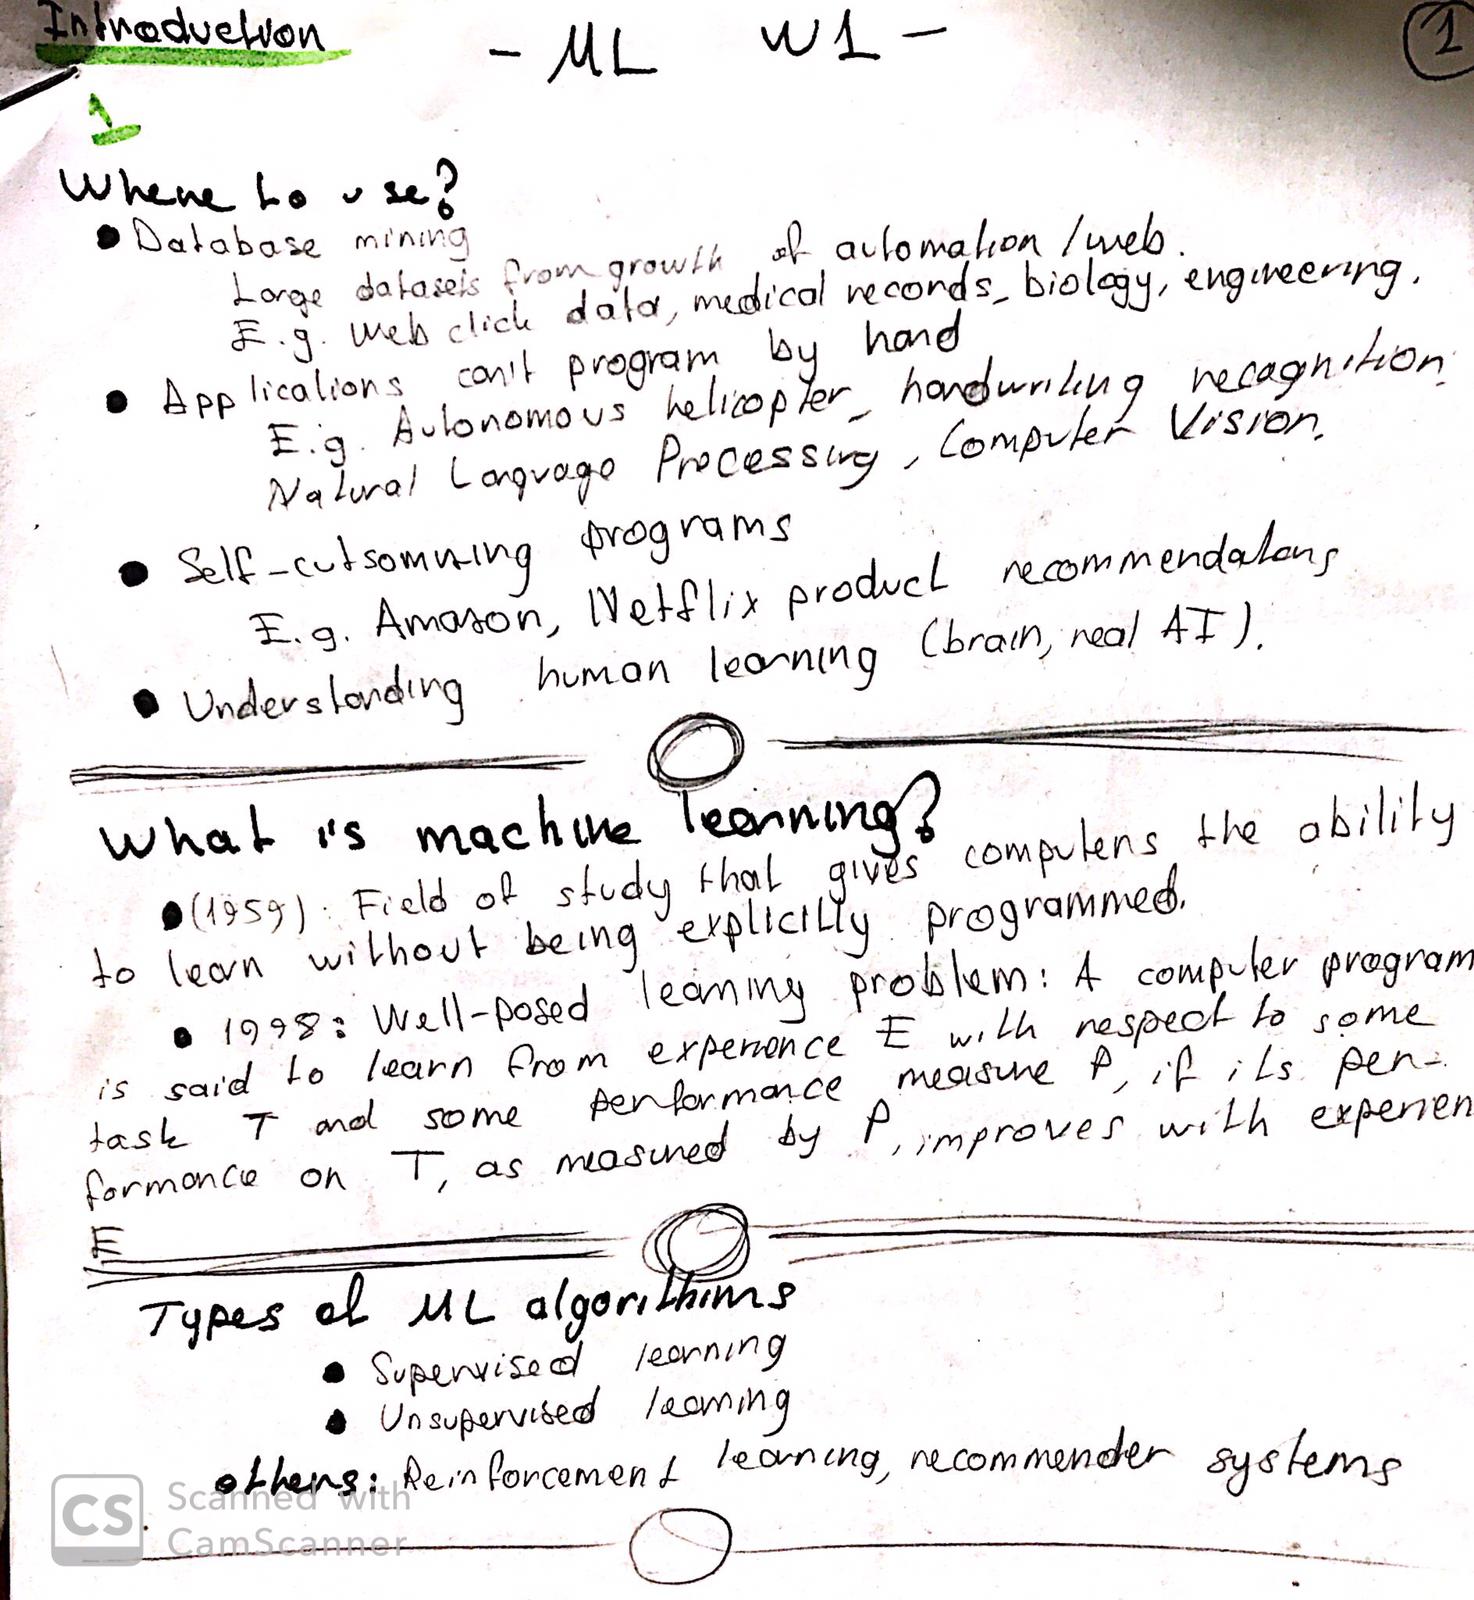 Introduction
- ML W1 -
1
1
Where to use?
• Database mining
Large datasets from growth of automation / web.
E.g. Web click data, medical records, biology, engineering.
• Applications can't program by hand
E.g. Autonomous helicopter, handwriting recognition.
Natural Language Processing, Computer Vision.
• Self-cutsomizing programs
E.g. Amazon, Netflix product recommendations
• Understanding human learning (brain, real AI).
What is machine learning?
• (1959): Field of study that gives computers the ability
to learn without being explicitly programmed.
• 1998: Well-posed learning problem: A computer program
is said to learn from experience E with respect to some
task T and some performance measure P, if its per-
formance on T, as measured by P, improves with experien
E
Types of ML algorithims
• Supervised learning
• Unsupervised learning
others: Reinforcement learning, recommender systems
CS Scanned with
CamScanner